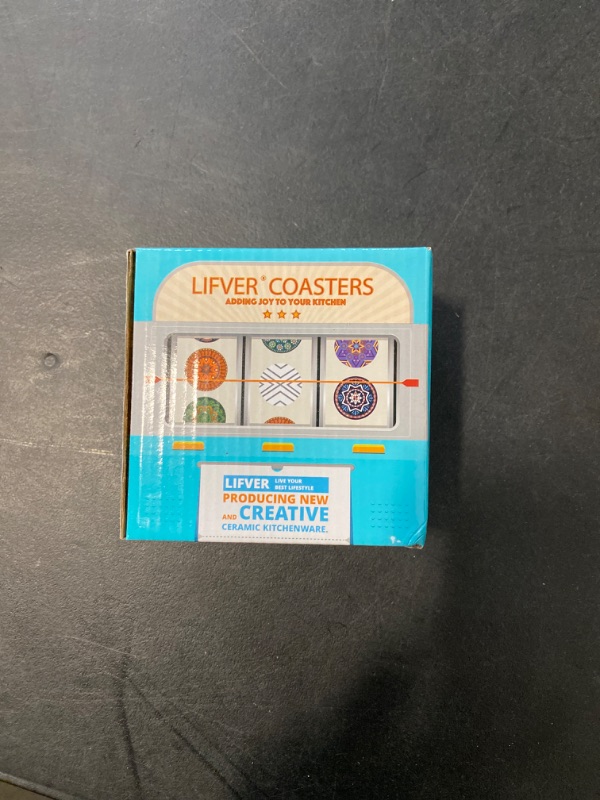 LIFVER® COASTERS
ADDING JOY TO YOUR KITCHEN
LIFVER LIVE YOUR
BEST LIFESTYLE
PRODUCING NEW
AND CREATIVE
CERAMIC KITCHENWARE.